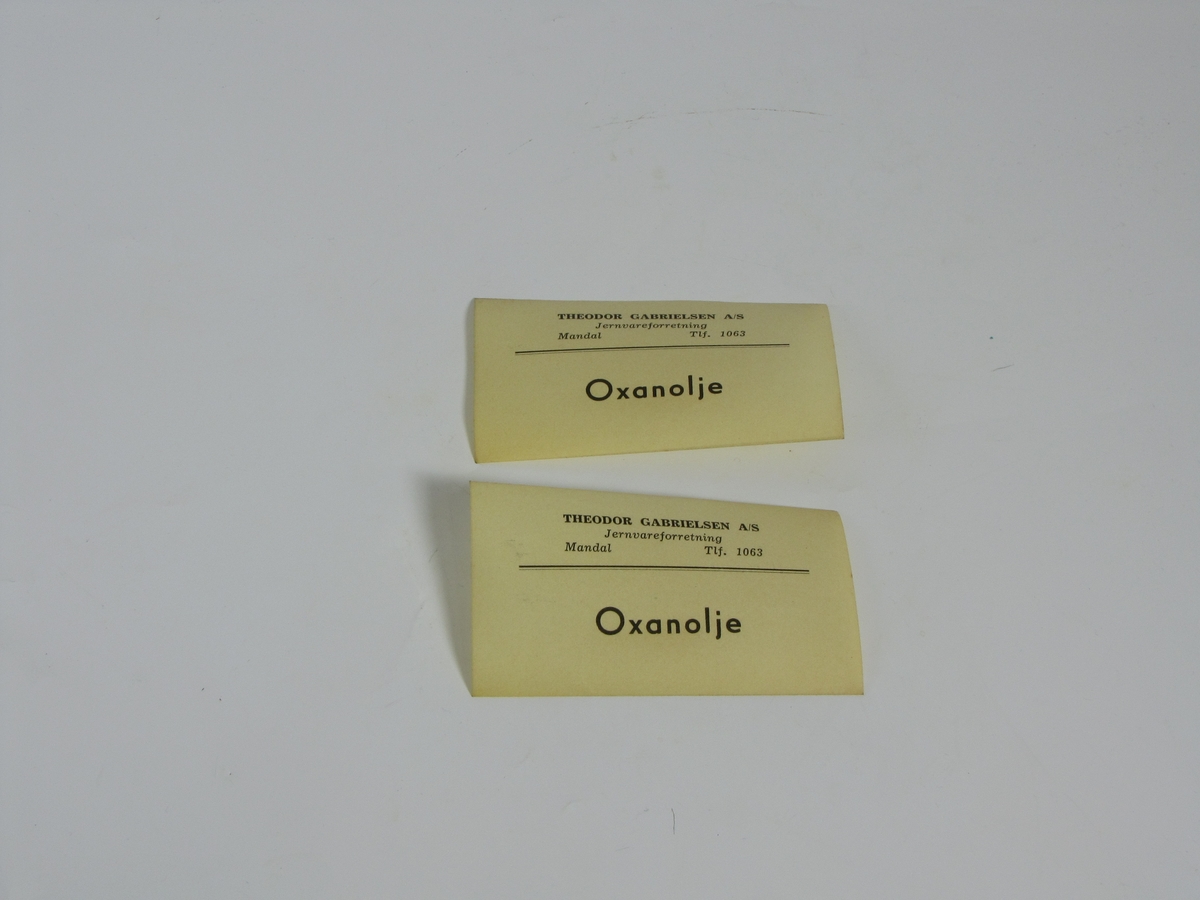 THEODOR GABRIELSEN A/S
Jernvareforretning
Mandal Tlf. 1063
Oxanolje
THEODOR GABRIELSEN A/S
Jernvareforretning
Mandal Tlf. 1063
Oxanolje